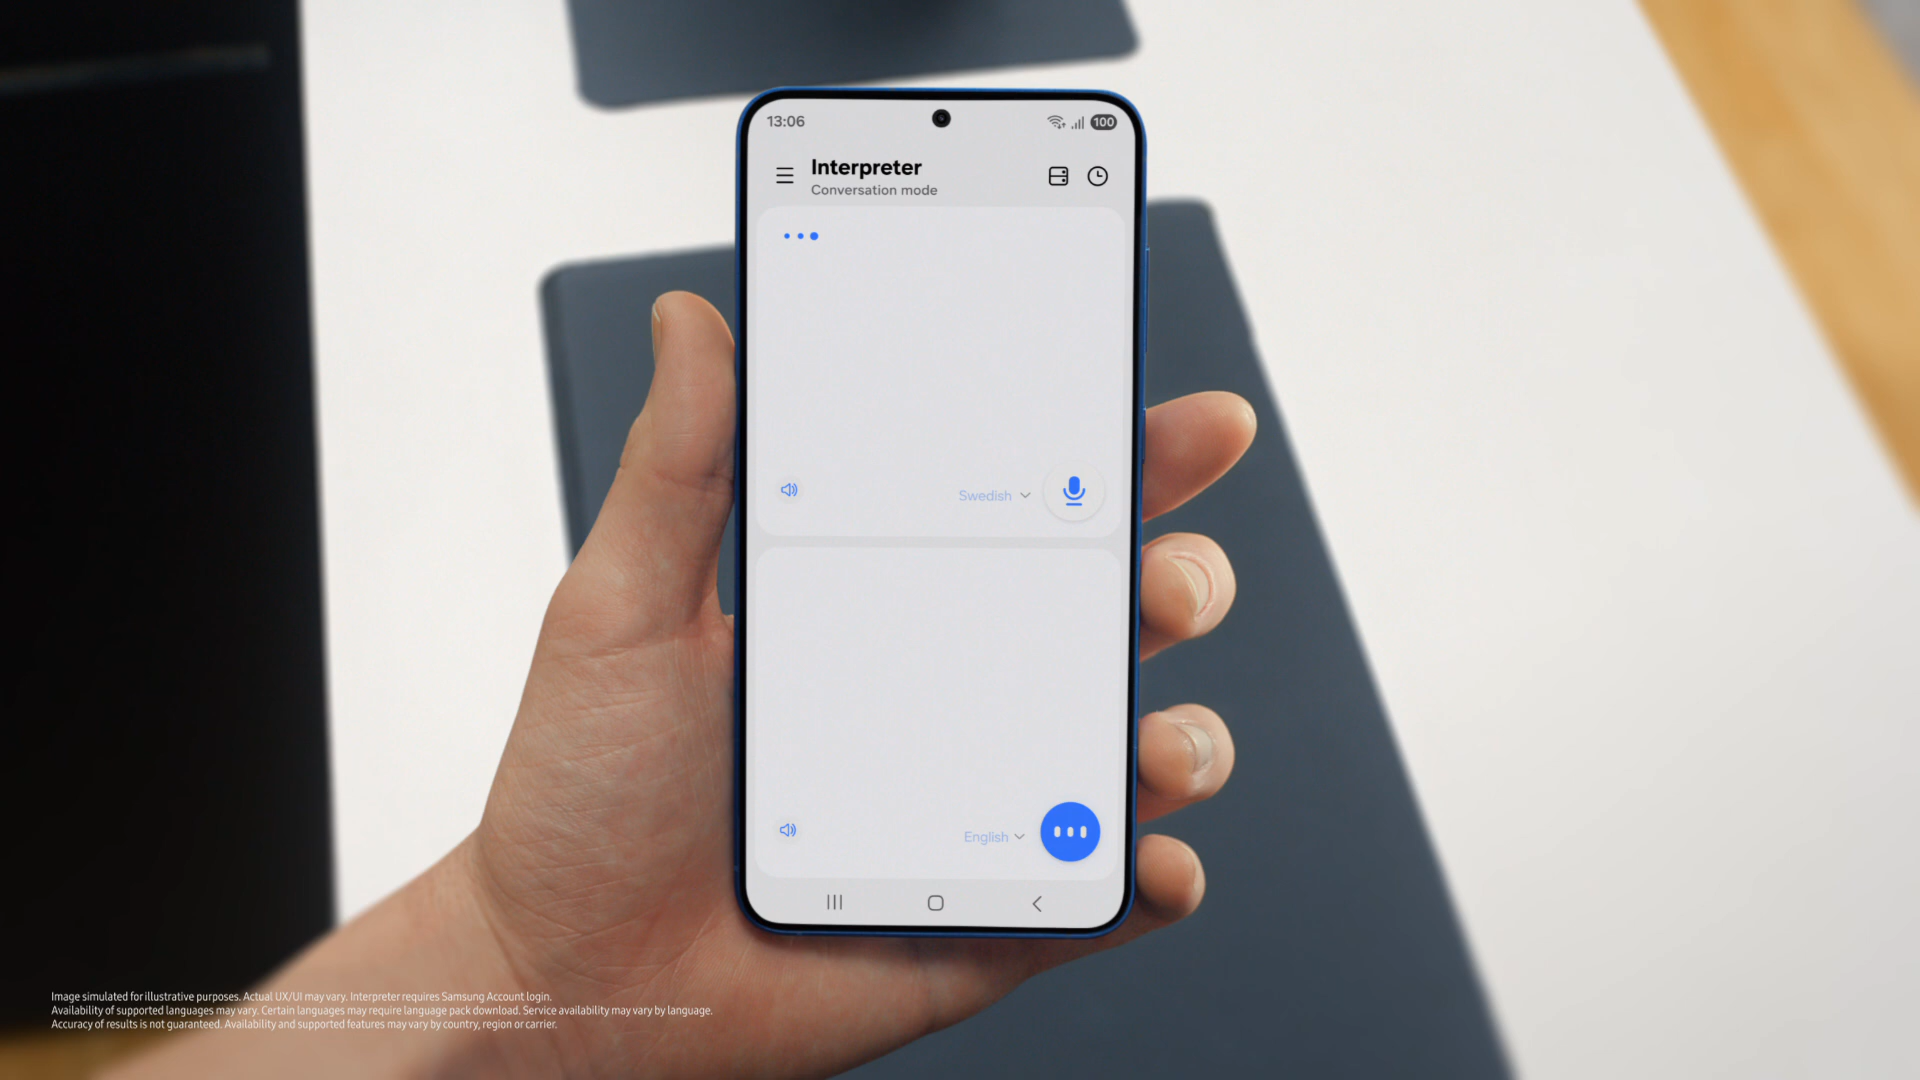 13:06
100
Interpreter
Conversation mode
Swedish
English
Image simulated for illustrative purposes. Actual UX/UI may vary. Interpreter requires Samsung Account login.
Availability of supported languages may vary. Certain languages may require language pack download. Service availability may vary by language.
Accuracy of results is not guaranteed. Availability and supported features may vary by country, region or carrier.